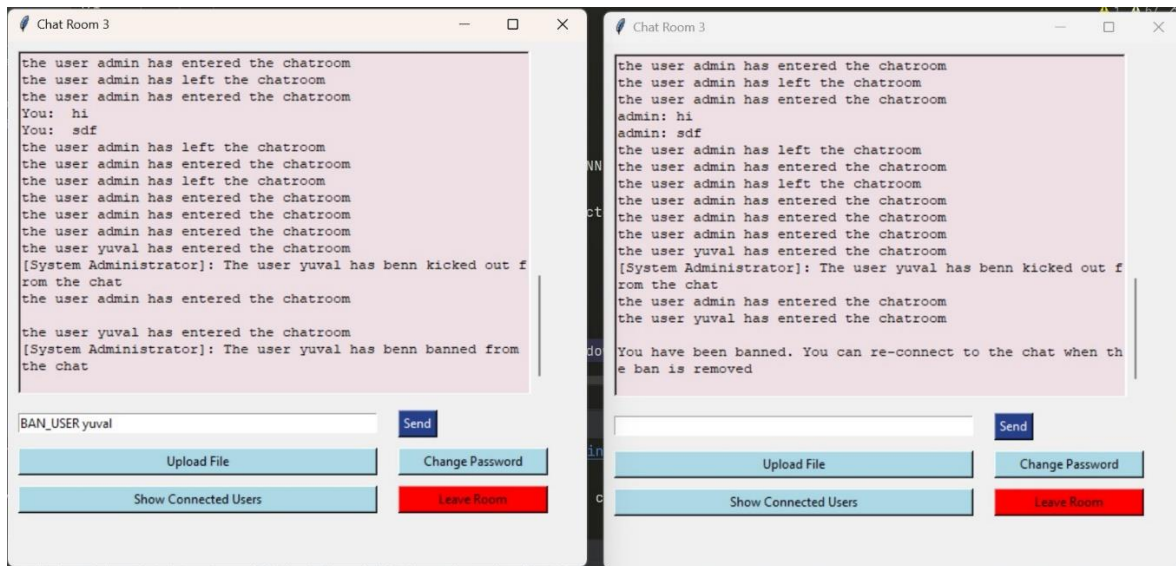 Chat Room 3
the user admin has entered the chatroom
the user admin has left the chatroom
the user admin has entered the chatroom
You:  hi
You:  sdf
the user admin has left the chatroom
the user admin has entered the chatroom
the user admin has left the chatroom
the user admin has entered the chatroom
the user admin has entered the chatroom
the user admin has entered the chatroom
the user yuval has entered the chatroom
[System Administrator]: The user yuval has benn kicked out f
rom the chat
the user admin has entered the chatroom
the user yuval has entered the chatroom
[System Administrator]: The user yuval has benn banned from
the chat
BAN_USER yuval
Send
Upload File
Change Password
Show Connected Users
Leave Room
Chat Room 3
the user admin has entered the chatroom
the user admin has left the chatroom
the user admin has entered the chatroom
admin: hi
admin: sdf
the user admin has left the chatroom
the user admin has entered the chatroom
the user admin has left the chatroom
the user admin has entered the chatroom
the user admin has entered the chatroom
the user admin has entered the chatroom
the user yuval has entered the chatroom
[System Administrator]: The user yuval has benn kicked out f
rom the chat
the user admin has entered the chatroom
the user yuval has entered the chatroom
You have been banned. You can re-connect to the chat when th
e ban is removed
Send
Upload File
Change Password
Show Connected Users
Leave Room
NN
ct
do
in
c